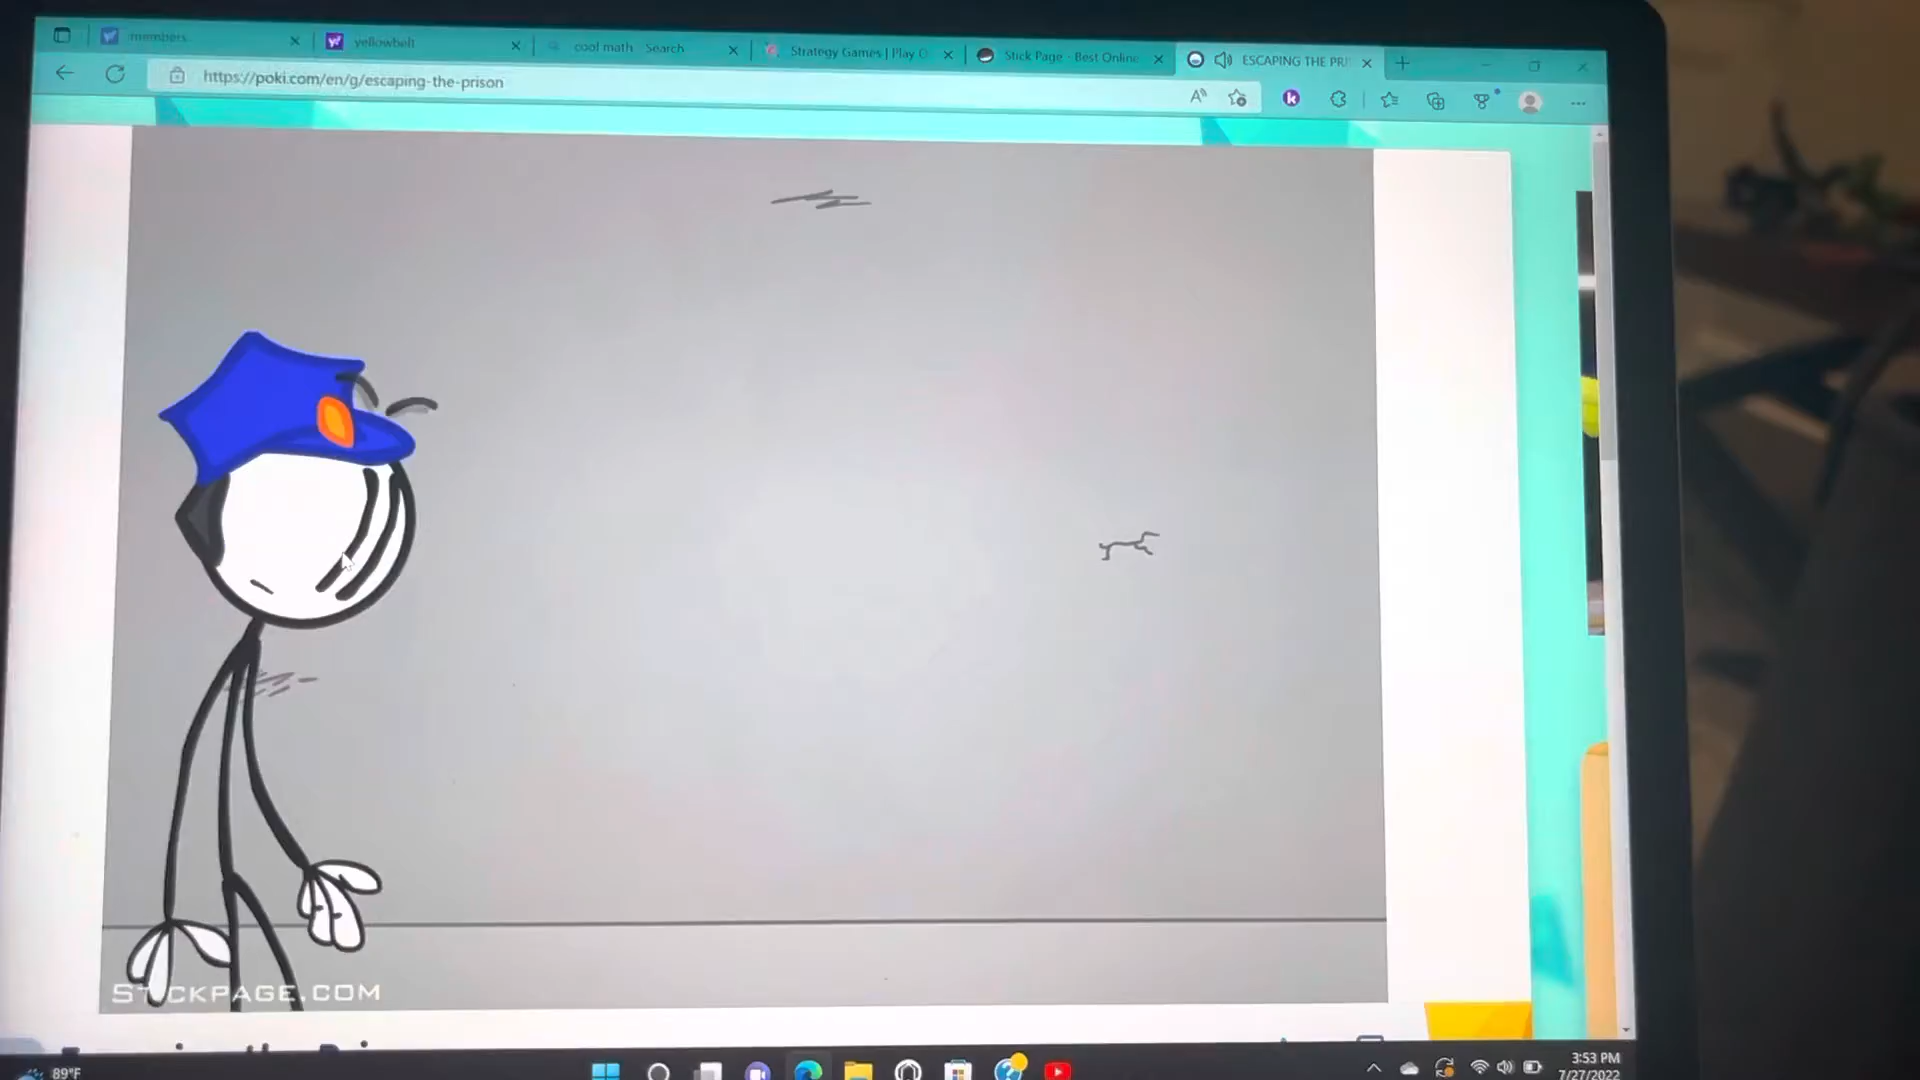 members
yellowbelt
cool math Search
Strategy Games | Play
Stick Page - Best Online
ESCAPING THE PRI
https://poki.com/en/g/escaping-the-prison
STICKPAGE.COM
89°F
3:53 PM
7/27/2022